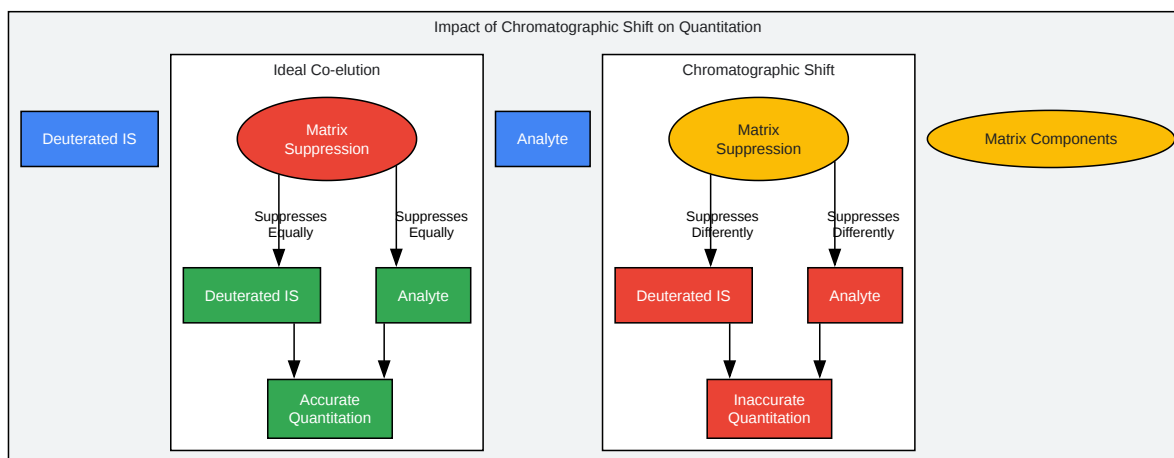 Impact of Chromatographic Shift on Quantitation
Ideal Co-elution
Chromatographic Shift
Deuterated IS
Matrix
Suppression
Analyte
Matrix
Suppression
Matrix Components
Suppresses
Equally
Suppresses
Equally
Suppresses
Differently
Suppresses
Differently
Deuterated IS
Analyte
Deuterated IS
Analyte
Accurate
Quantitation
Inaccurate
Quantitation